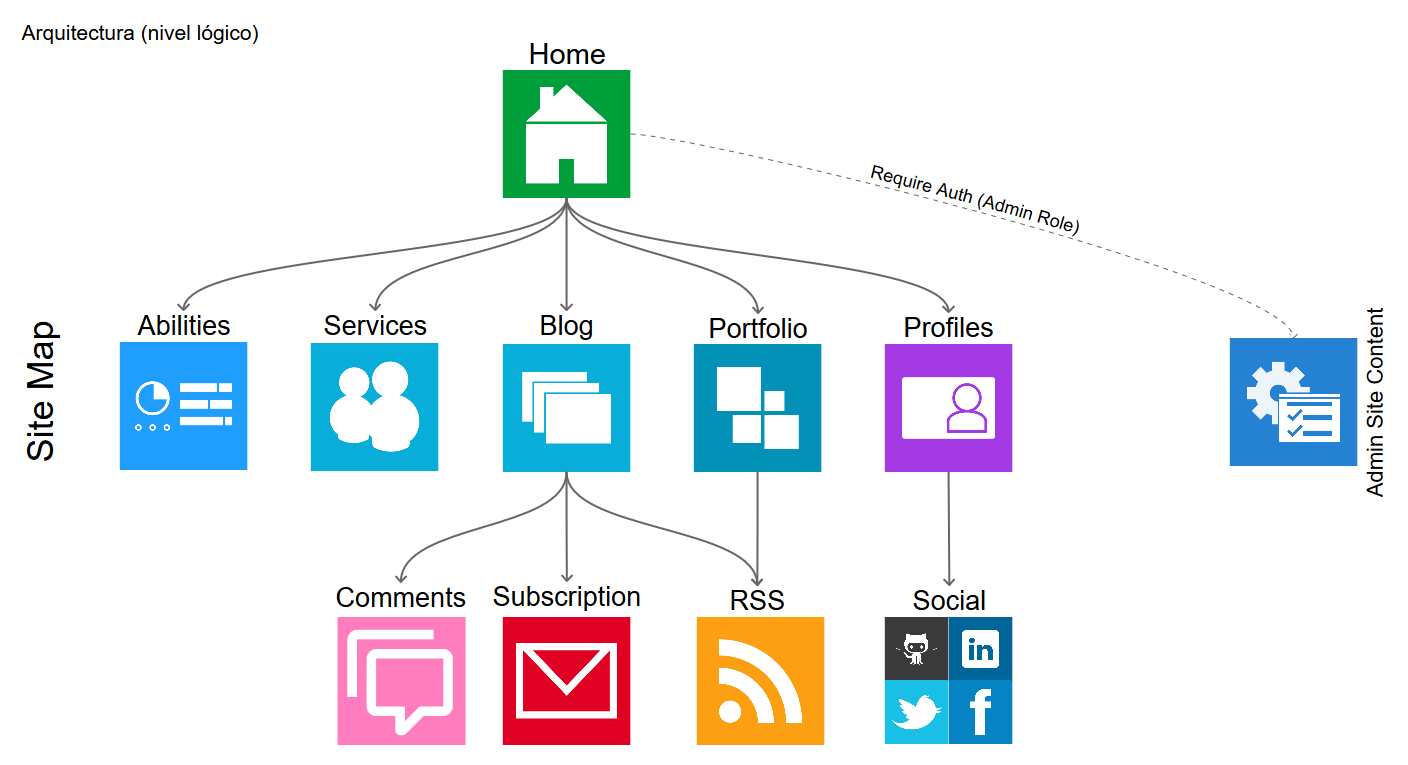 Arquitectura (nivel lógico)
Home
Require Auth (Admin Role)
Site Map
Abilities
Services
Blog
Portfolio
Profiles
Admin Site Content
Comments
Subscription
RSS
Social
in
f